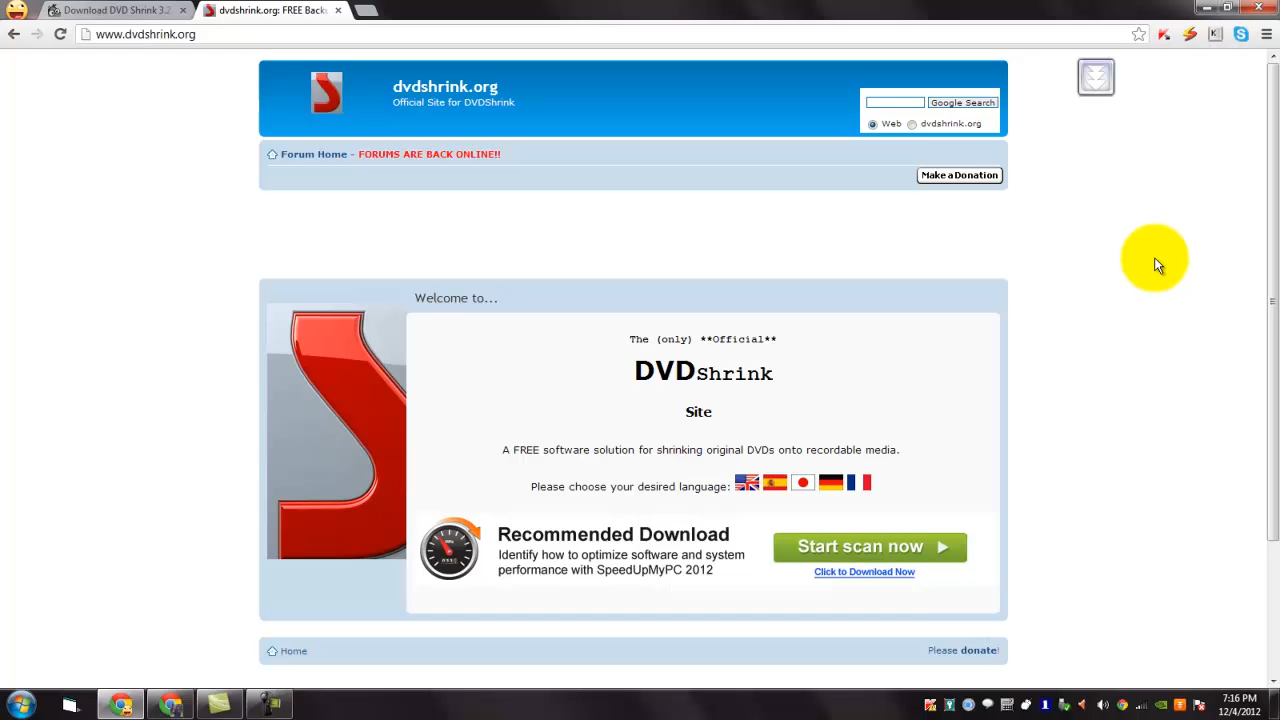 Download DVD Shrink 3.2
dvdshrink.org: FREE Back
www.dvdshrink.org
dvdshrink.org
Official Site for DVDShrink
Google Search
Web dvdshrink.org
Forum Home - FORUMS ARE BACK ONLINE!!
Make a Donation
Welcome to...
The (only) **Official**
DVDShrink
Site
A FREE software solution for shrinking original DVDs onto recordable media.
Please choose your desired language:
Recommended Download
Identify how to optimize software and system
performance with SpeedUpMyPC 2012
Start scan now
Click to Download Now
Home
Please donate!
7:16 PM
12/4/2012